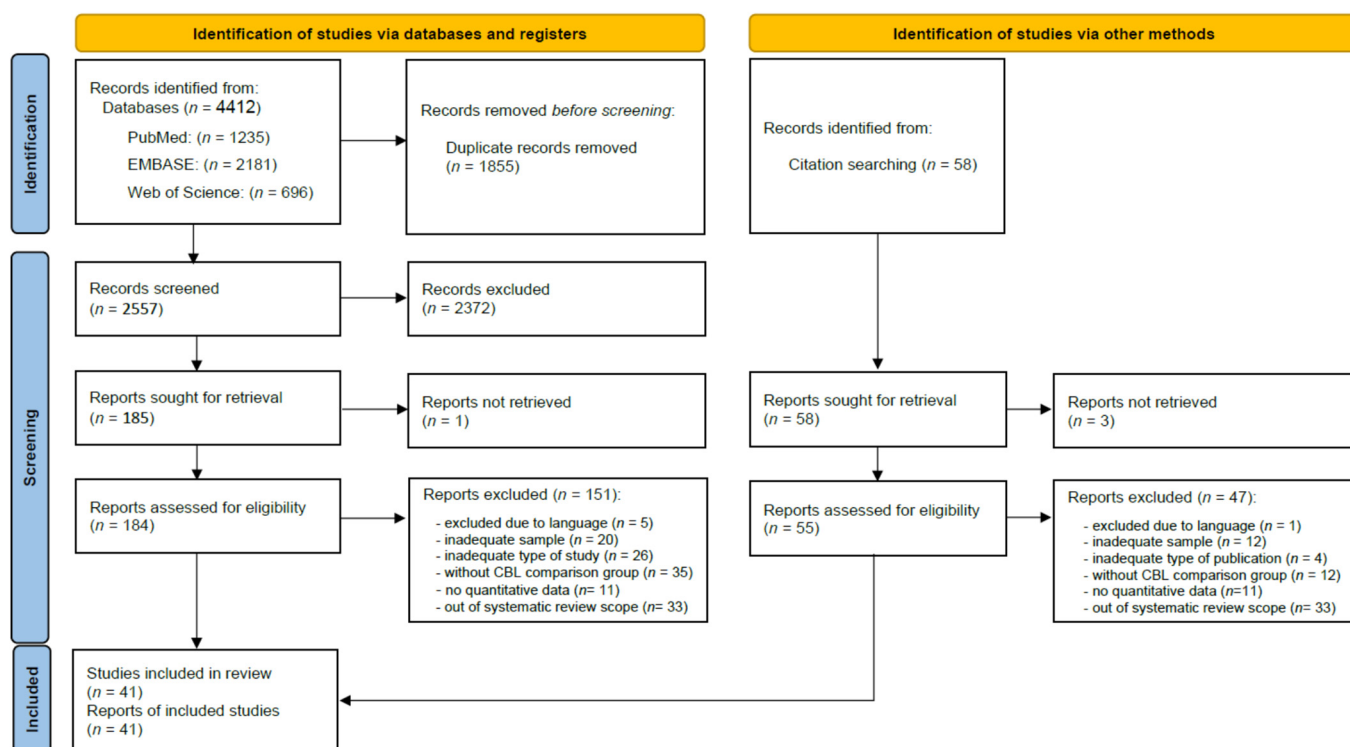 Identification of studies via databases and registers
Identification of studies via other methods
Identification
Records identified from:
Databases (n = 4412)
PubMed: (n = 1235)
EMBASE: (n = 2181)
Web of Science: (n = 696)
Records removed before screening:
Duplicate records removed
(n = 1855)
Records identified from:
Citation searching (n = 58)
Screening
Records screened
(n = 2557)
Records excluded
(n = 2372)
Reports sought for retrieval
(n = 185)
Reports not retrieved
(n = 1)
Reports sought for retrieval
(n = 58)
Reports not retrieved
(n = 3)
Reports assessed for eligibility
(n = 184)
Reports excluded (n = 151):
- excluded due to language (n = 5)
- inadequate sample (n = 20)
- inadequate type of study (n = 26)
- without CBL comparison group (n = 35)
- no quantitative data (n= 11)
- out of systematic review scope (n= 33)
Reports assessed for eligibility
(n = 55)
Reports excluded (n = 47):
- excluded due to language (n = 1)
- inadequate sample (n = 12)
- inadequate type of publication (n = 4)
- without CBL comparison group (n = 12)
- no quantitative data (n=11)
- out of systematic review scope (n= 33)
Included
Studies included in review
(n = 41)
Reports of included studies
(n = 41)